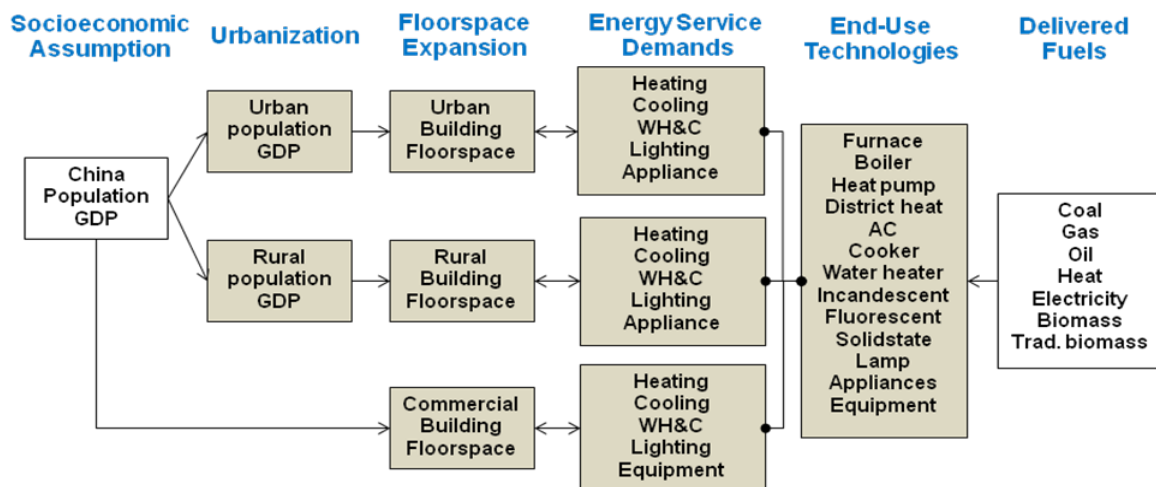 Socioeconomic
Assumption
Urbanization
Floorspace
Expansion
Energy Service
Demands
End-Use
Technologies
Delivered
Fuels
China
Population
GDP
Urban
population
GDP
Rural
population
GDP
Urban
Building
Floorspace
Rural
Building
Floorspace
Commercial
Building
Floorspace
Heating
Cooling
WH&C
Lighting
Appliance
Heating
Cooling
WH&C
Lighting
Appliance
Heating
Cooling
WH&C
Lighting
Equipment
Furnace
Boiler
Heat pump
District heat
AC
Cooker
Water heater
Incandescent
Fluorescent
Solidstate
Lamp
Appliances
Equipment
Coal
Gas
Oil
Heat
Electricity
Biomass
Trad. biomass